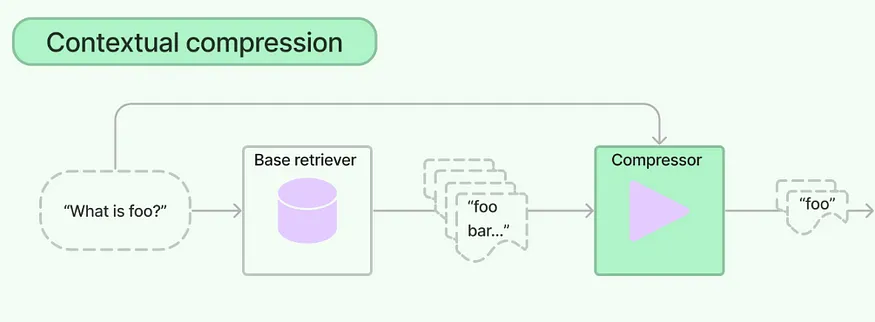 Contextual compression
“What is foo?”
Base retriever
“foo
bar...”
Compressor
“foo”